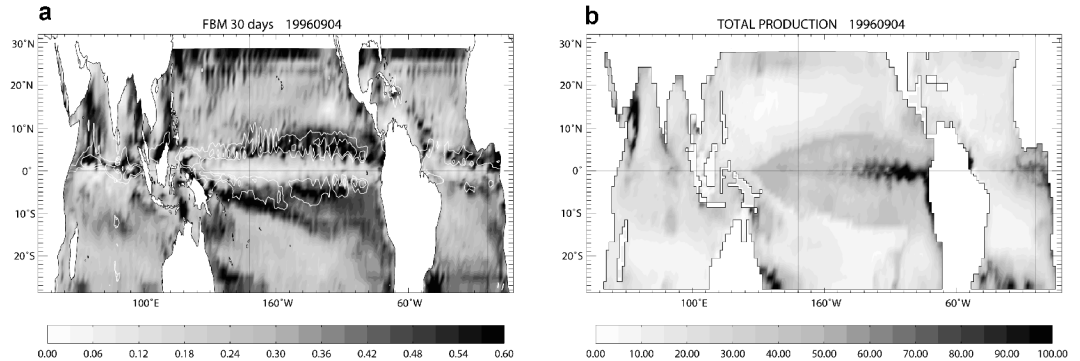 a
FBM 30 days 19960904
30°N
20°N
10°N
0°
10°S
20°S
100°E 160°W 60°W
0.00 0.06 0.12 0.18 0.24 0.30 0.36 0.42 0.48 0.54 0.60
b
TOTAL PRODUCTION 19960904
30°N
20°N
10°N
0°
10°S
20°S
100°E 160°W 60°W
0.00 10.00 20.00 30.00 40.00 50.00 60.00 70.00 80.00 90.00 100.00